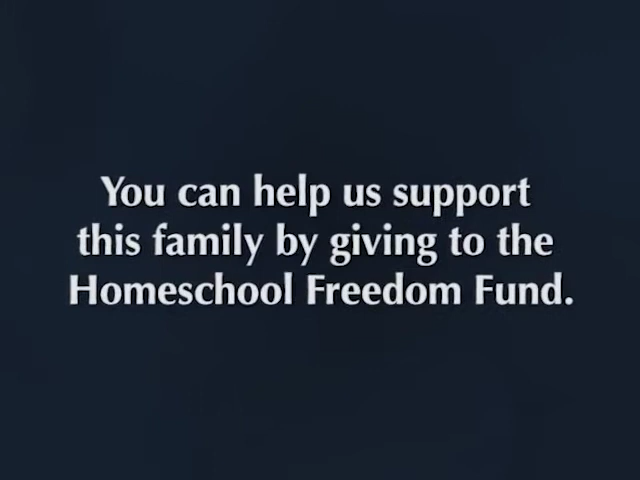 You can help us support
this family by giving to the
Homeschool Freedom Fund.